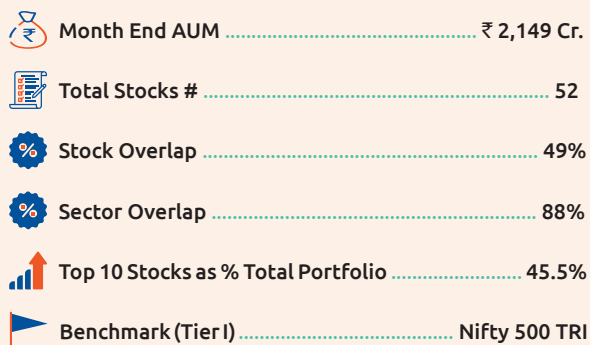 Month End AUM ₹ 2,149 Cr.
Total Stocks # 52
Stock Overlap 49%
Sector Overlap 88%
Top 10 Stocks as % Total Portfolio 45.5%
Benchmark (Tier I) Nifty 500 TRI